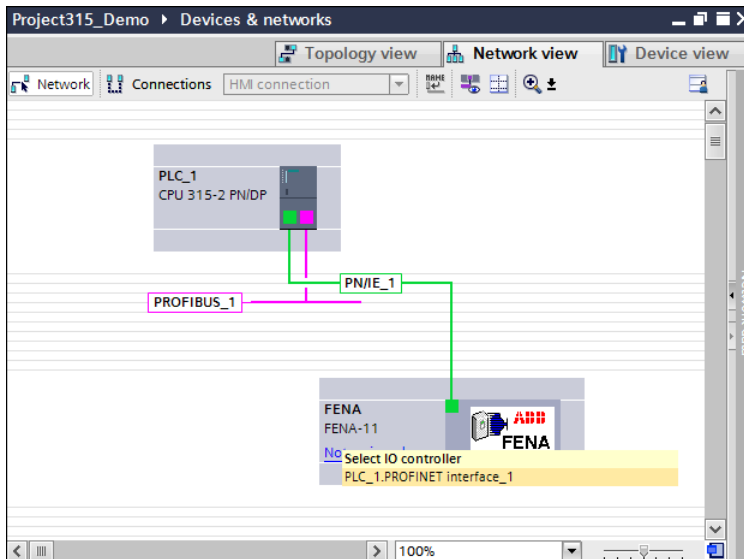 Project315_Demo ▸ Devices & networks
Topology view
Network view
Device view
Network
Connections
HMI connection
NAME
PLC_1
CPU 315-2 PN/DP
PN/IE_1
PROFIBUS_1
FENA
FENA-11
ABB
FENA
Select IO controller
PLC_1.PROFINET interface_1
100%